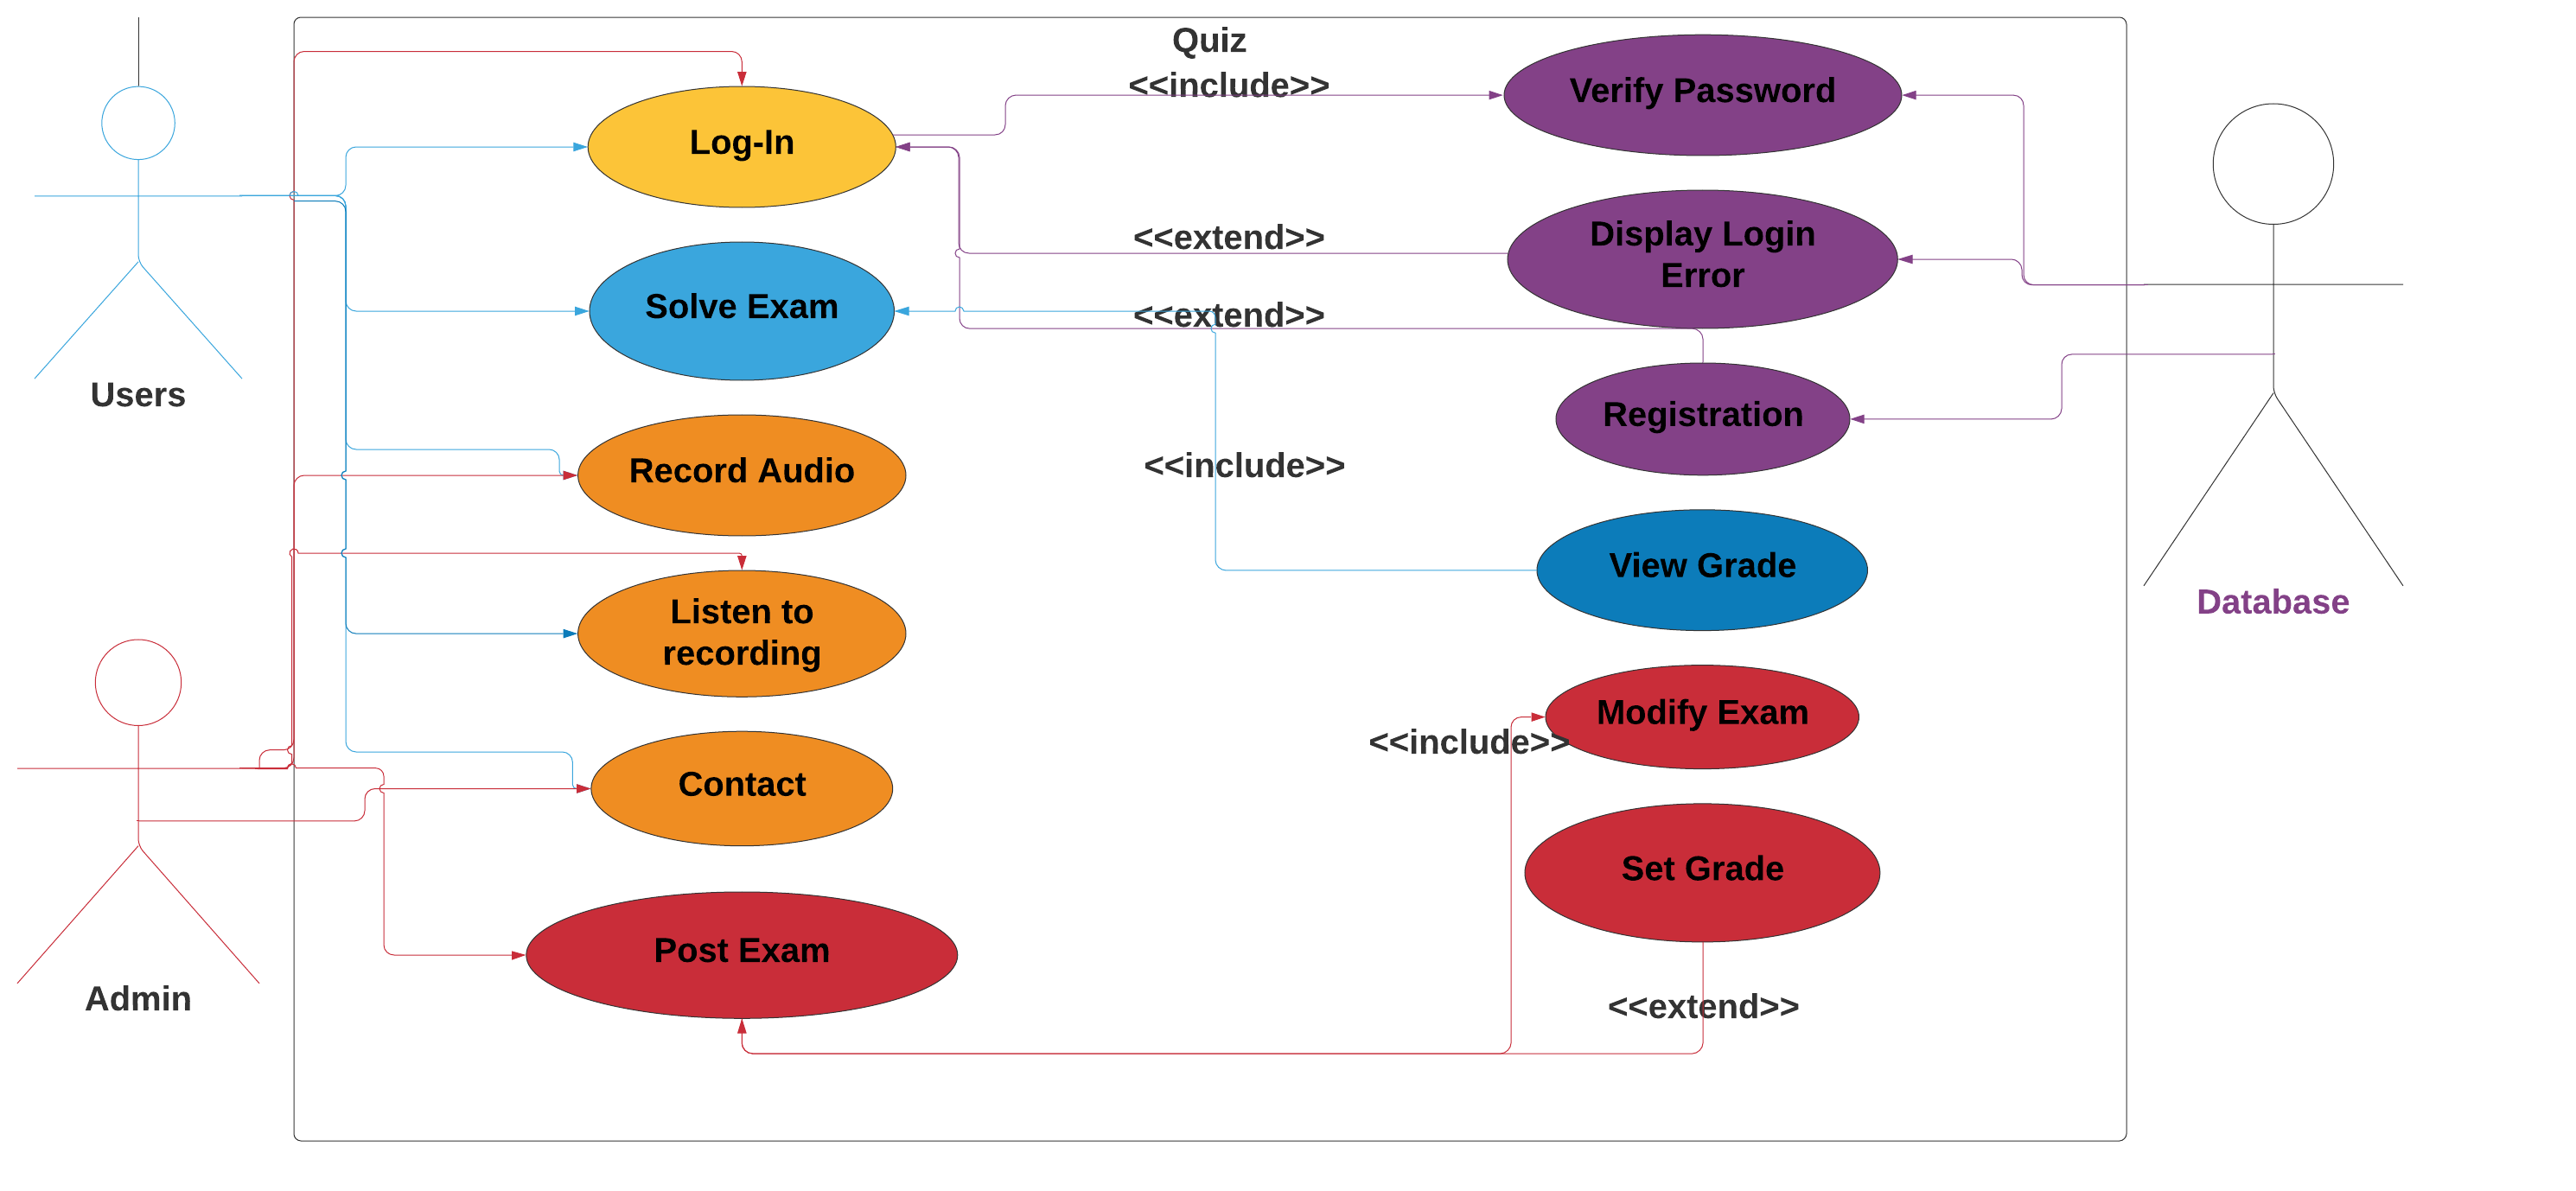 Quiz
<<include>>
Verify Password
Log-In
<<extend>>
Display Login
Error
Solve Exam
<<extend>>
Users
Registration
Record Audio
<<include>>
View Grade
Database
Listen to
recording
Modify Exam
<<include>>
Contact
Set Grade
Post Exam
Admin
<<extend>>